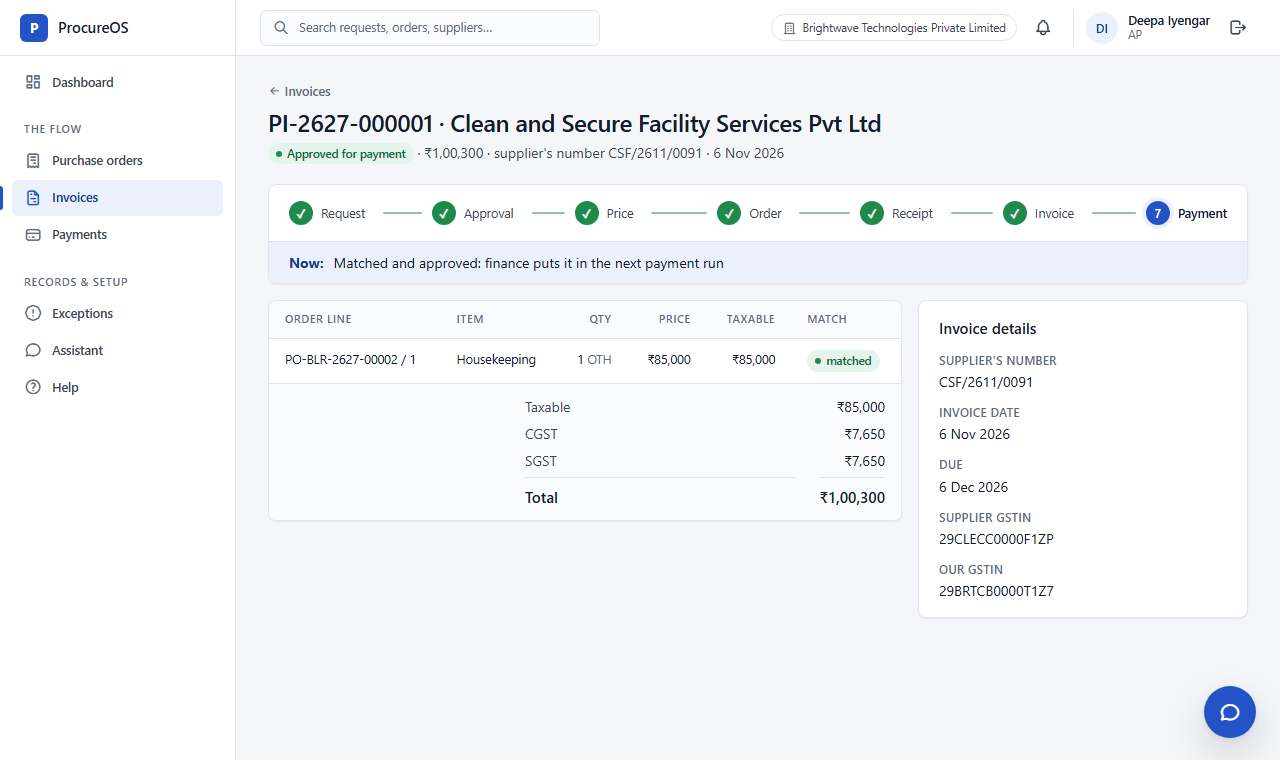 P ProcureOS
Search requests, orders, suppliers...
Brightwave Technologies Private Limited
DI
Deepa Iyengar
AP
Dashboard
THE FLOW
Purchase orders
Invoices
Payments
RECORDS & SETUP
Exceptions
Assistant
Help
← Invoices
PI-2627-000001 · Clean and Secure Facility Services Pvt Ltd
Approved for payment · ₹1,00,300 · supplier's number CSF/2611/0091 · 6 Nov 2026
Request Approval Price Order Receipt Invoice 7 Payment
Now: Matched and approved: finance puts it in the next payment run
ORDER LINE ITEM QTY PRICE TAXABLE MATCH
PO-BLR-2627-00002 / 1 Housekeeping 1 OTH ₹85,000 ₹85,000 matched
Taxable ₹85,000
CGST ₹7,650
SGST ₹7,650
Total ₹1,00,300
Invoice details
SUPPLIER'S NUMBER
CSF/2611/0091
INVOICE DATE
6 Nov 2026
DUE
6 Dec 2026
SUPPLIER GSTIN
29CLECC0000F1ZP
OUR GSTIN
29BRTCB0000T1Z7